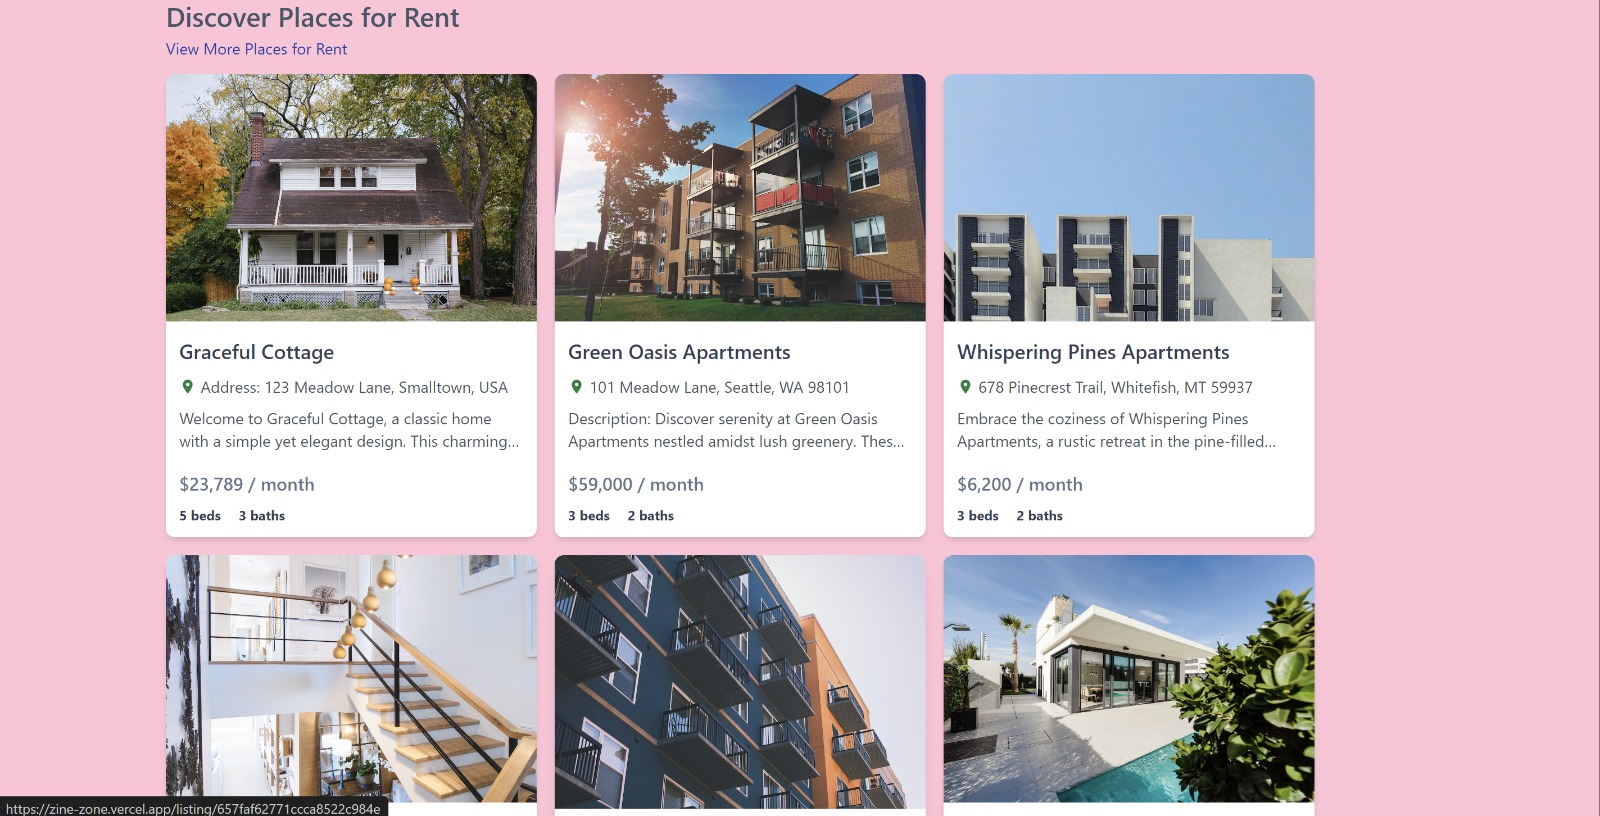 Discover Places for Rent
View More Places for Rent
Graceful Cottage
Address: 123 Meadow Lane, Smalltown, USA
Welcome to Graceful Cottage, a classic home
with a simple yet elegant design. This charming...
$23,789 / month
5 beds 3 baths
Green Oasis Apartments
101 Meadow Lane, Seattle, WA 98101
Description: Discover serenity at Green Oasis
Apartments nestled amidst lush greenery. Thes...
$59,000 / month
3 beds 2 baths
Whispering Pines Apartments
678 Pinecrest Trail, Whitefish, MT 59937
Embrace the coziness of Whispering Pines
Apartments, a rustic retreat in the pine-filled...
$6,200 / month
3 beds 2 baths
https://zine-zone.vercel.app/listing/657faf62771ccca8522c984e